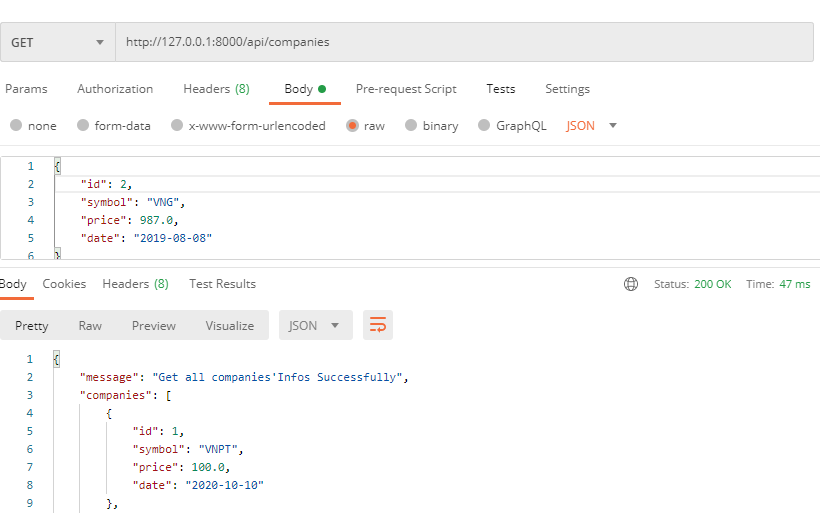 GET http://127.0.0.1:8000/api/companies
Params Authorization Headers (8) Body Pre-request Script Tests Settings
none form-data x-www-form-urlencoded raw binary GraphQL JSON
1 {
2 "id": 2,
3 "symbol": "VNG",
4 "price": 987.0,
5 "date": "2019-08-08"
6 }
Body Cookies Headers (8) Test Results Status: 200 OK Time: 47 ms
Pretty Raw Preview Visualize JSON
1 {
2 "message": "Get all companies'Infos Successfully",
3 "companies": [
4 {
5 "id": 1,
6 "symbol": "VNPT",
7 "price": 100.0,
8 "date": "2020-10-10"
9 },